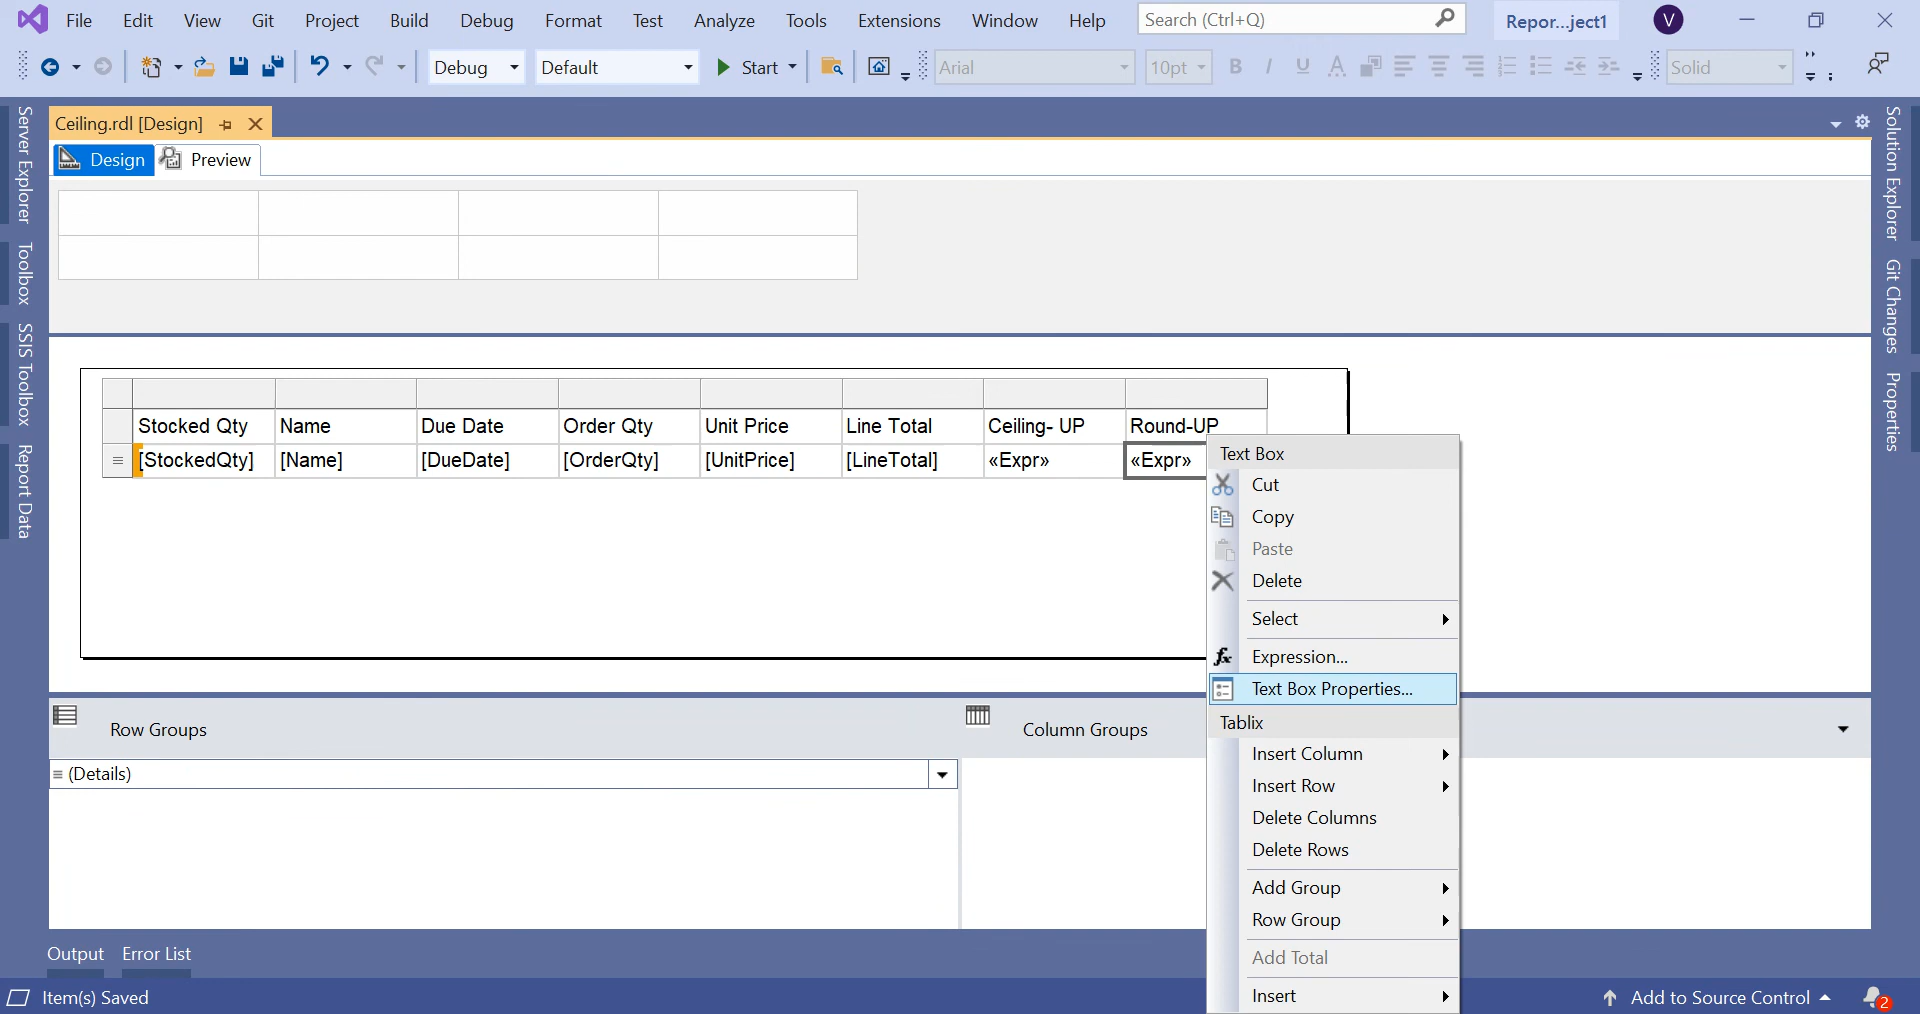 File Edit View Git Project Build Debug Format Test Analyze Tools Extensions Window Help Search (Ctrl+Q) Repor...ject1 V
Debug Default Start Arial 10pt B I U A Solid
Ceiling.rdl [Design]
Design Preview
Server Explorer
Toolbox
SSIS Toolbox
Report Data
Stocked Qty Name Due Date Order Qty Unit Price Line Total Ceiling- UP Round-UP
[StockedQty] [Name] [DueDate] [OrderQty] [UnitPrice] [LineTotal] «Expr» «Expr»
Text Box
Cut
Copy
Paste
Delete
Select
fx Expression...
Text Box Properties...
Tablix
Insert Column
Insert Row
Delete Columns
Delete Rows
Add Group
Row Group
Add Total
Insert
Solution Explorer
Git Changes
Properties
Row Groups Column Groups
(Details)
Output Error List
Item(s) Saved Add to Source Control 2